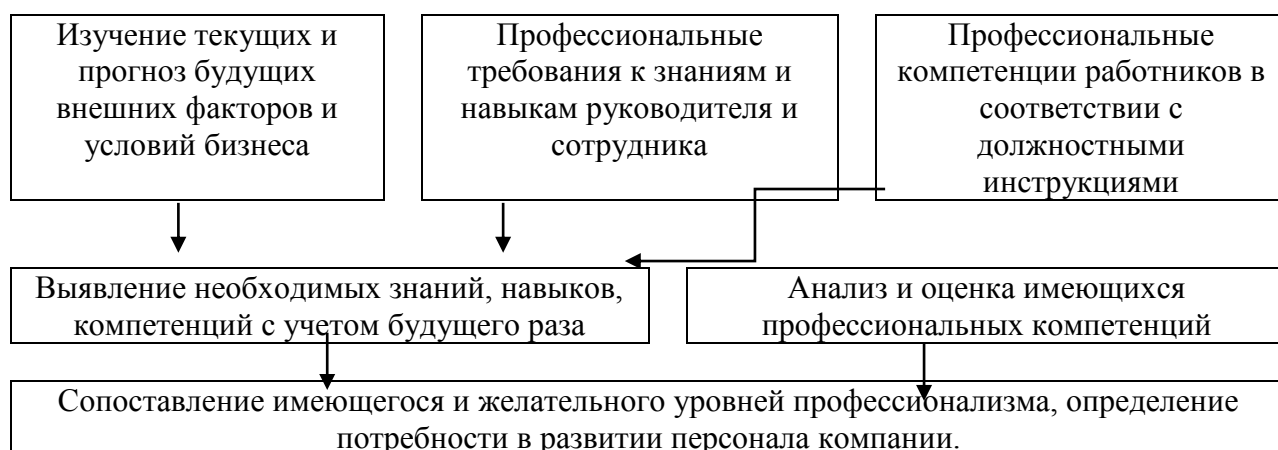 Изучение текущих и
прогноз будущих
внешних факторов и
условий бизнеса
Профессиональные
требования к знаниям и
навыкам руководителя и
сотрудника
Профессиональные
компетенции работников в
соответствии с
должностными
инструкциями
Выявление необходимых знаний, навыков,
компетенций с учетом будущего раза
Анализ и оценка имеющихся
профессиональных компетенций
Сопоставление имеющегося и желательного уровней профессионализма, определение
потребности в развитии персонала компании.